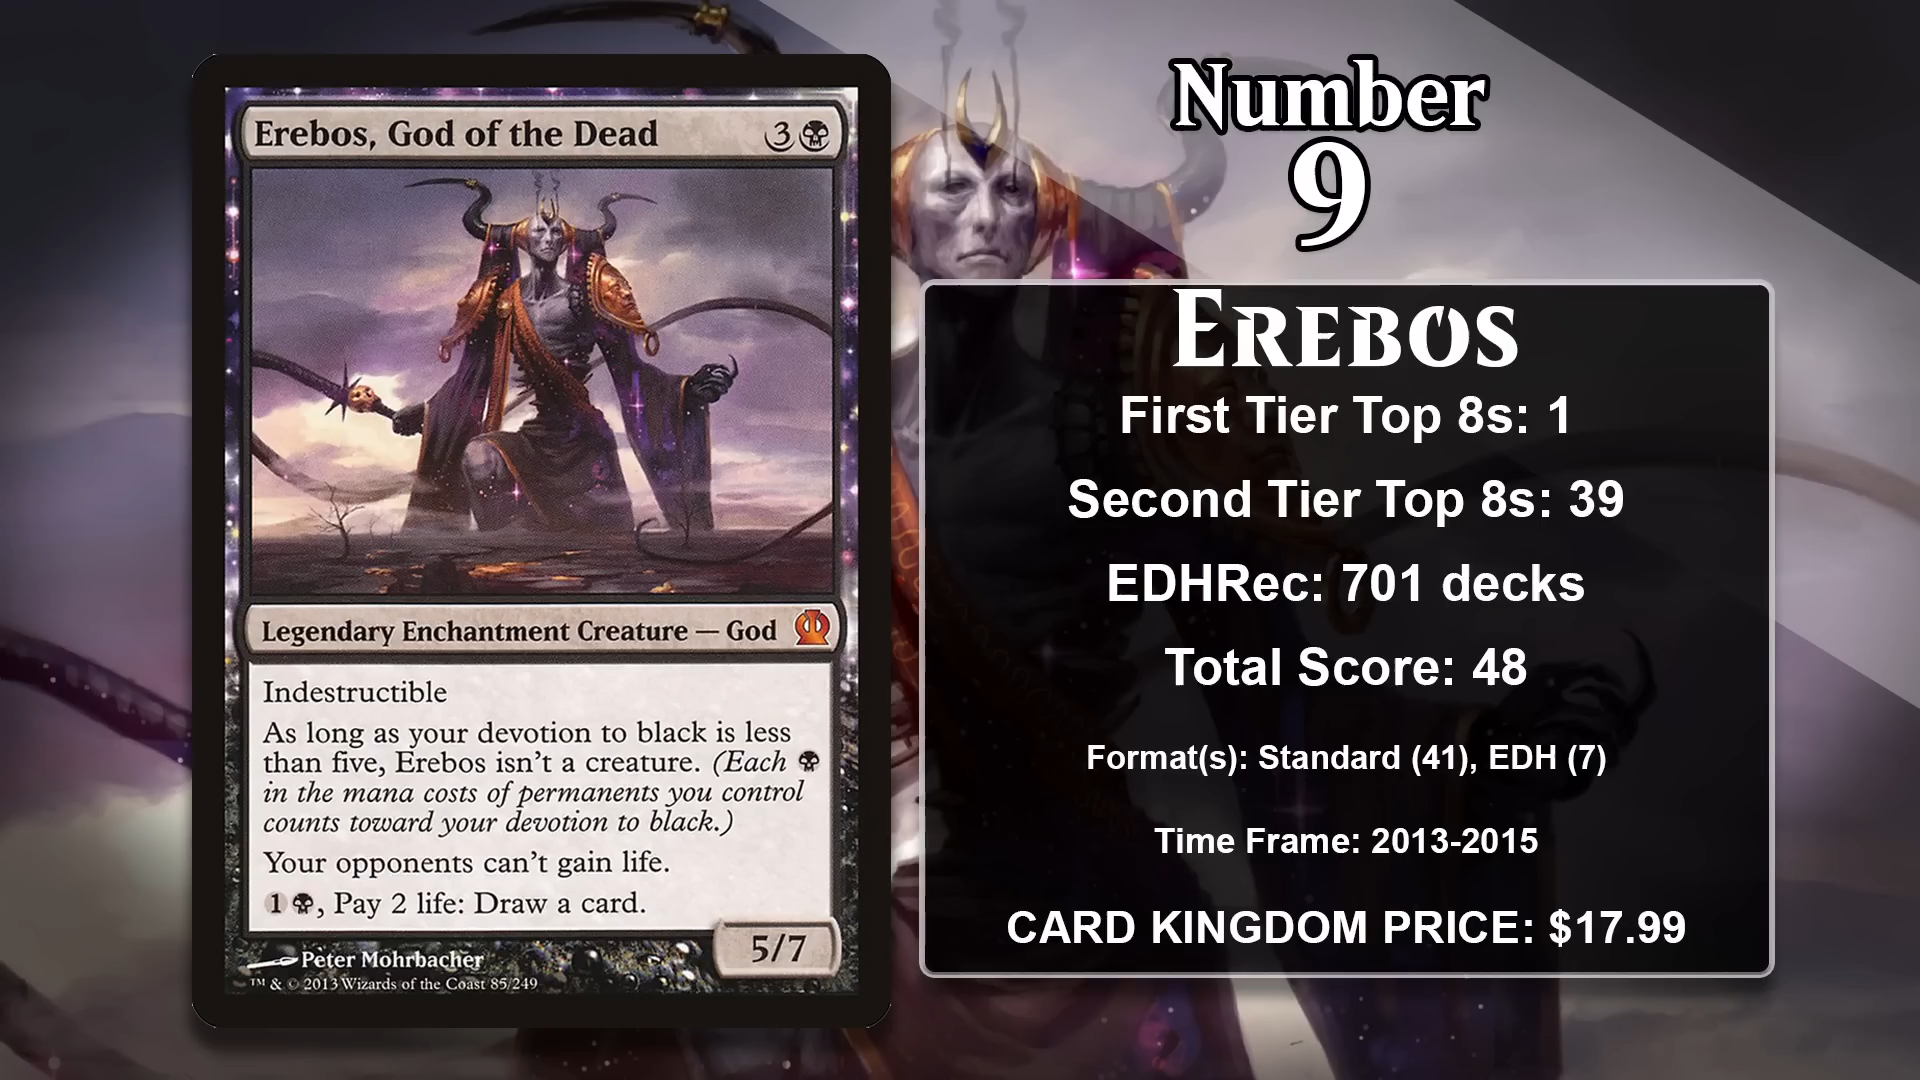 Erebos, God of the Dead 3
Legendary Enchantment Creature — God
Indestructible
As long as your devotion to black is less
than five, Erebos isn't a creature. (Each
in the mana costs of permanents you control
counts toward your devotion to black.)
Your opponents can't gain life.
1 , Pay 2 life: Draw a card.
5/7
Peter Mohrbacher
™ & © 2013 Wizards of the Coast 85/249
Number
9
EREBOS
First Tier Top 8s: 1
Second Tier Top 8s: 39
EDHRec: 701 decks
Total Score: 48
Format(s): Standard (41), EDH (7)
Time Frame: 2013-2015
CARD KINGDOM PRICE: $17.99